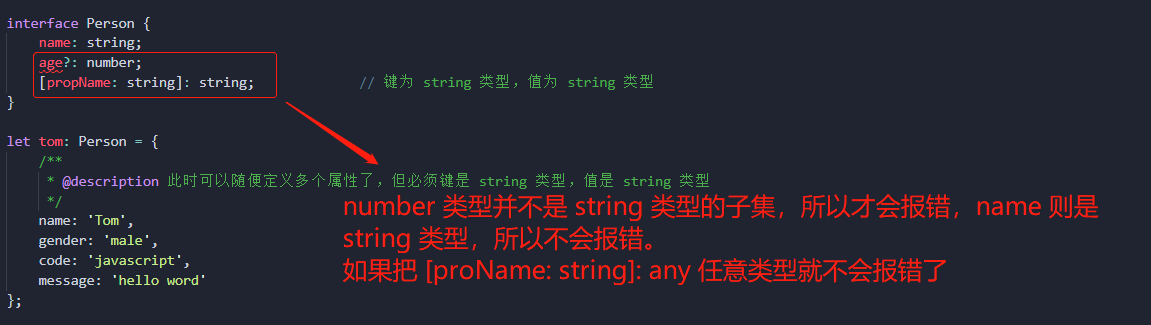 interface Person {
name: string;
age?: number;
[propName: string]: string; // 键为 string 类型，值为 string 类型
}
let tom: Person = {
/**
* @description 此时可以随便定义多个属性了，但必须键是 string 类型，值是 string 类型
*/
name: 'Tom',
gender: 'male',
code: 'javascript',
message: 'hello word'
};
number 类型并不是 string 类型的子集，所以才会报错，name 则是
string 类型，所以不会报错。
如果把 [proName: string]: any 任意类型就不会报错了